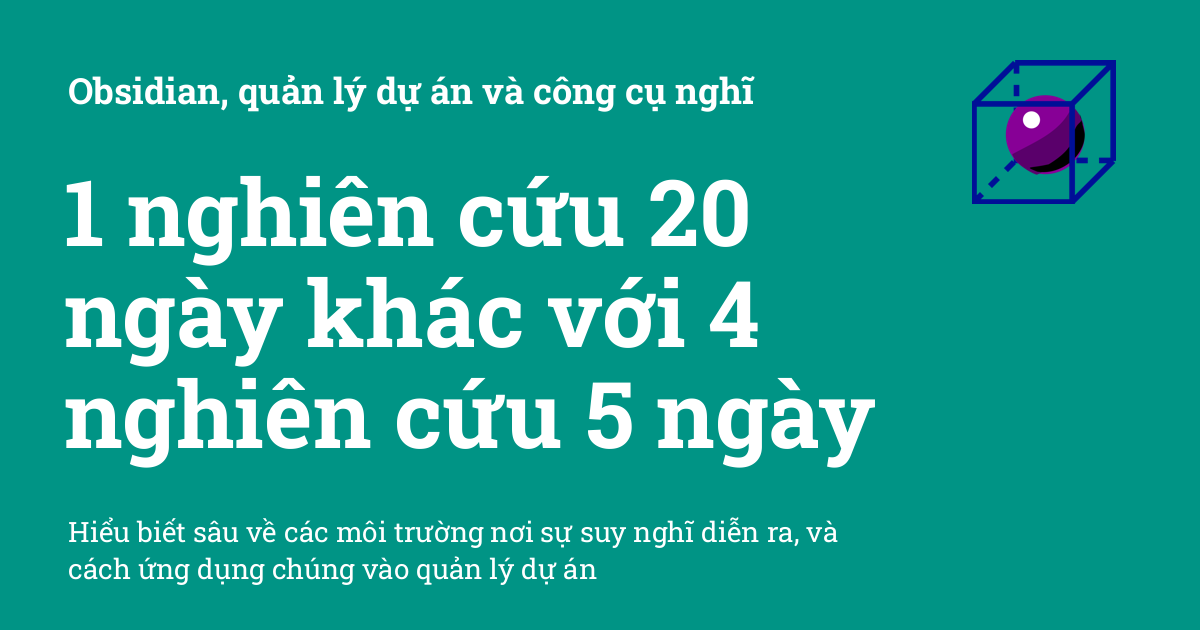 Obsidian, quản lý dự án và công cụ nghĩ
1 nghiên cứu 20
ngày khác với 4
nghiên cứu 5 ngày
Hiểu biết sâu về các môi trường nơi sự suy nghĩ diễn ra, và
cách ứng dụng chúng vào quản lý dự án